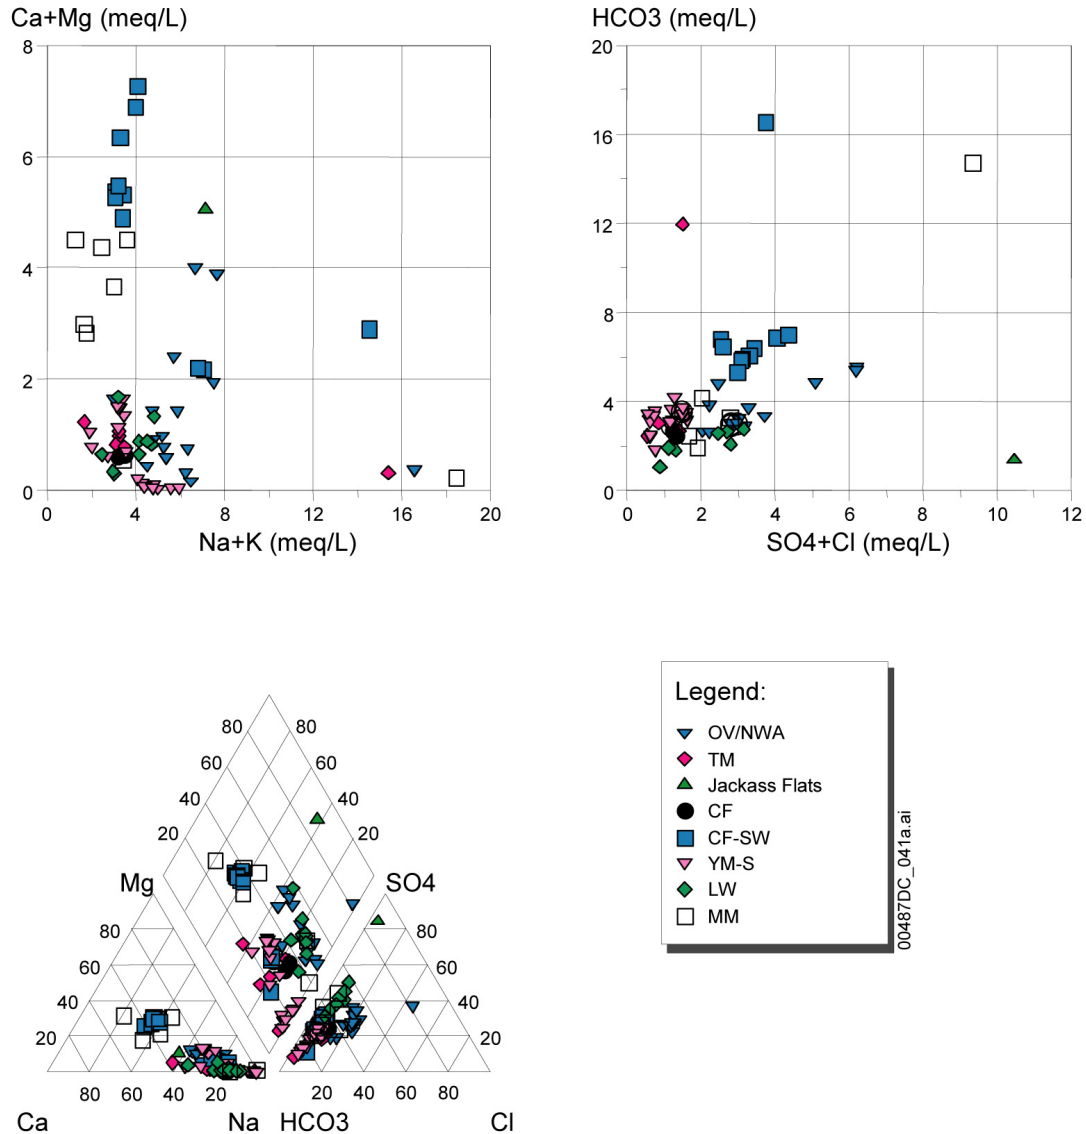 Ca+Mg (meq/L)
HCO3 (meq/L)
8
6
4
2
0
0 4 8 12 16 20
Na+K (meq/L)
20
16
12
8
4
0
0 2 4 6 8 10 12
SO4+Cl (meq/L)
80 80
60 60
40 40
20 20
Mg SO4
80 80
60 60
40 40
20 20
80 60 40 20 20 40 60 80
Ca Na HCO3 Cl
Legend:
OV/NWA
TM
Jackass Flats
CF
CF-SW
YM-S
LW
MM
00487DC_041a.ai